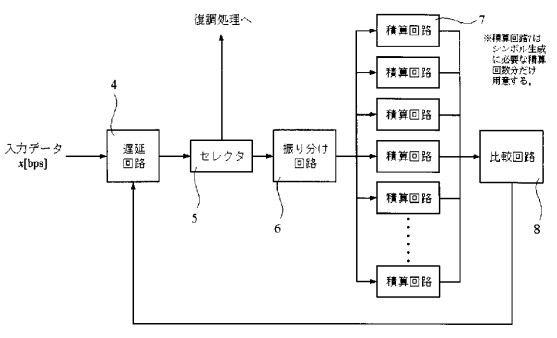 復調処理へ
7
積算回路
※積算回路7は
シンボル生成
に必要な積算
回数分だけ
用意する。
積算回路
4
積算回路
入力データ
x[bps]
遅延
回路
セレクタ
振り分け
回路
積算回路
比較回路
5
6
8
積算回路
積算回路